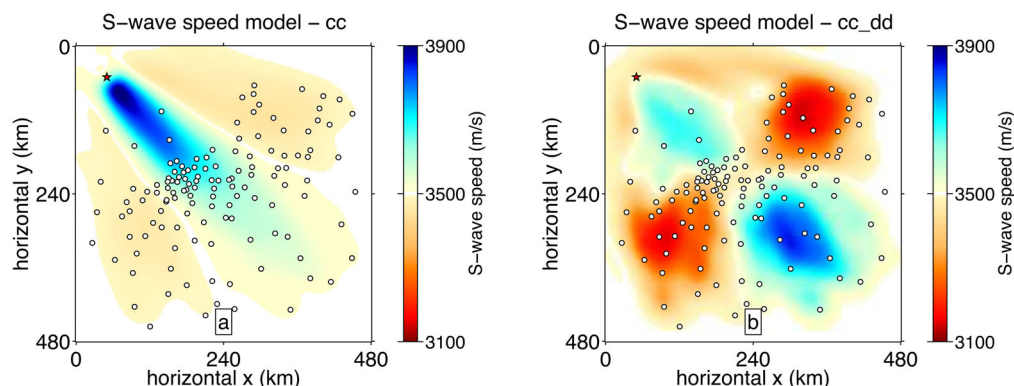 S-wave speed model - cc
0
240
480
horizontal y (km)
0
240
480
horizontal x (km)
a
3900
3500
3100
S-wave speed (m/s)
S-wave speed model - cc_dd
0
240
480
horizontal y (km)
0
240
480
horizontal x (km)
b
3900
3500
3100
S-wave speed (m/s)